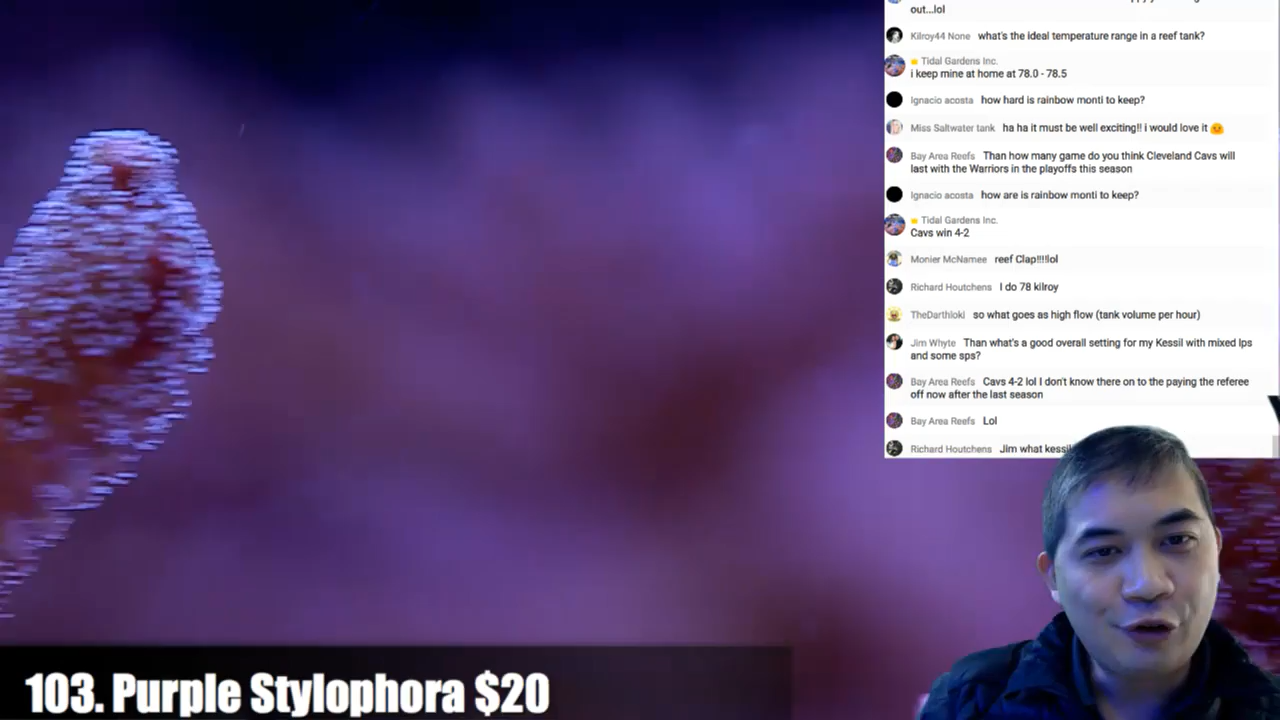 out...lol
Kilroy44 None what's the ideal temperature range in a reef tank?
Tidal Gardens Inc.
i keep mine at home at 78.0 - 78.5
Ignacio acosta how hard is rainbow monti to keep?
Miss Saltwater tank ha ha it must be well exciting!! i would love it
Bay Area Reefs Than how many game do you think Cleveland Cavs will
last with the Warriors in the playoffs this season
Ignacio acosta how are is rainbow monti to keep?
Tidal Gardens Inc.
Cavs win 4-2
Monier McNamee reef Clap!!!!lol
Richard Houtchens I do 78 kilroy
TheDarthloki so what goes as high flow (tank volume per hour)
Jim Whyte Than what's a good overall setting for my Kessil with mixed lps
and some sps?
Bay Area Reefs Cavs 4-2 lol I don't know there on to the paying the referee
off now after the last season
Bay Area Reefs Lol
Richard Houtchens Jim what kessil
103. Purple Stylophora $20